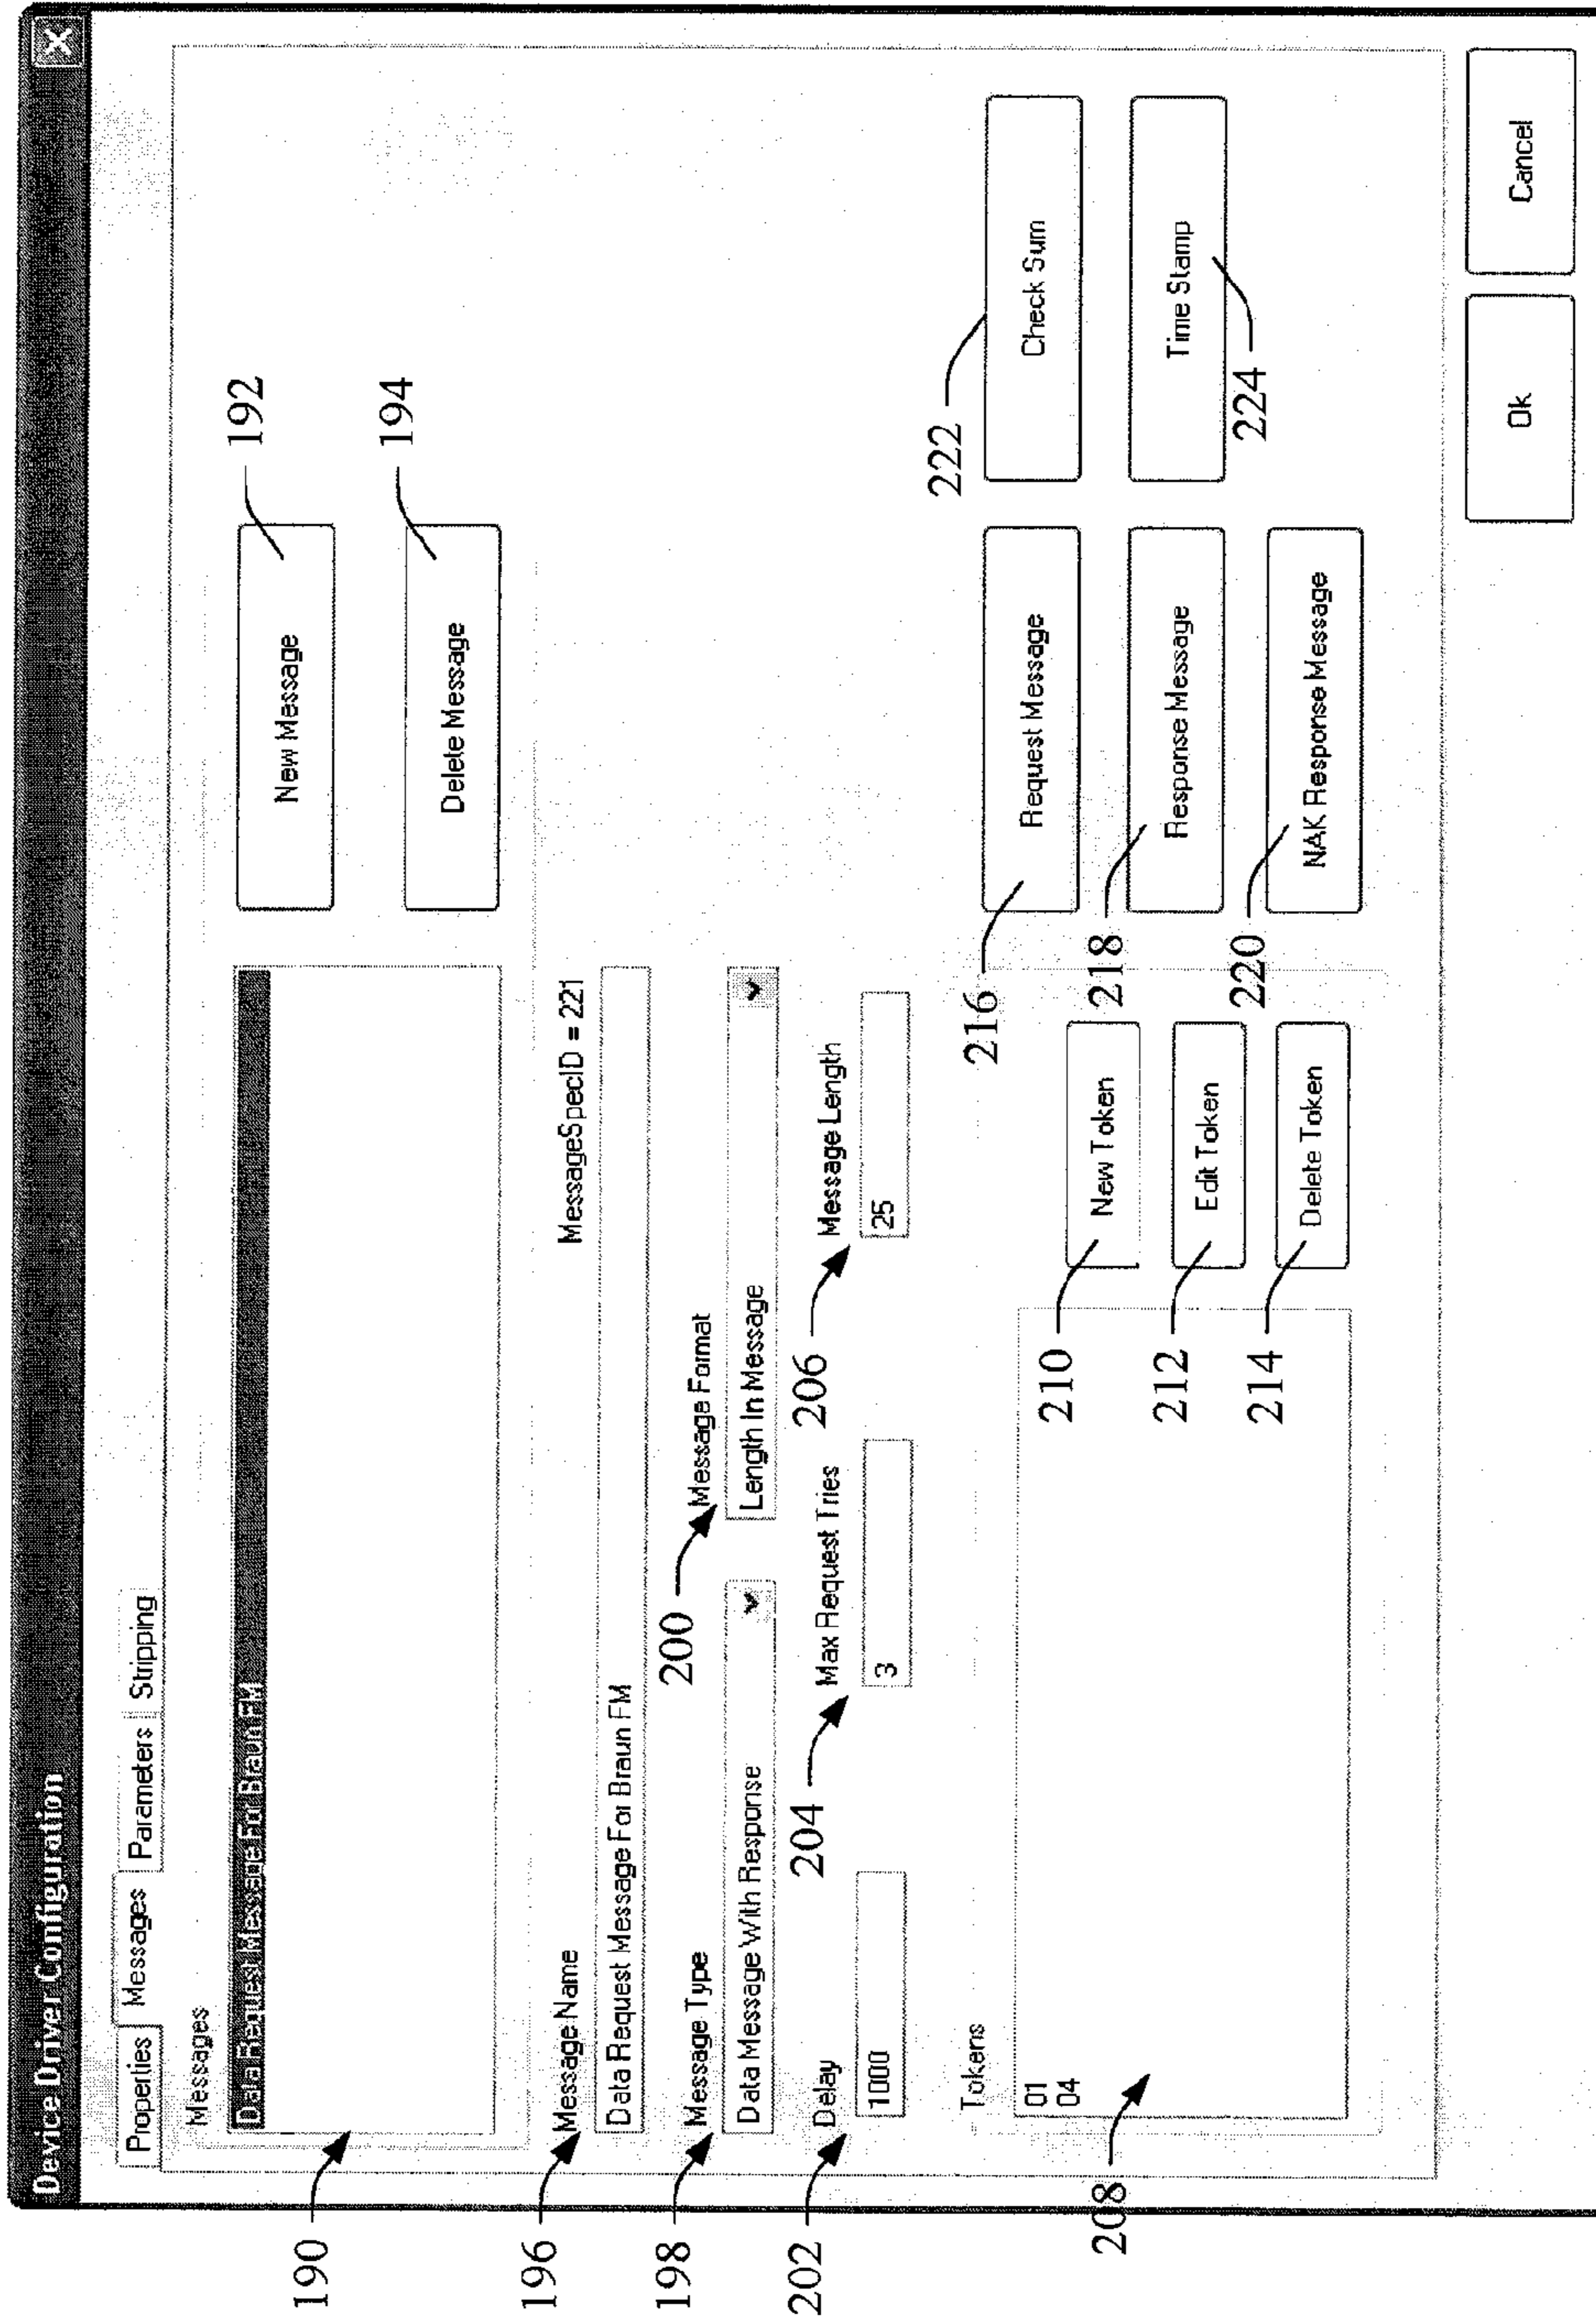 Device Driver Configuration
X
Properties Messages Parameters Stripping
Messages
190
Data Request Message For Braun FM
New Message
192
Delete Message
194
196
Message Name
MessageSpecID = 221
Data Request Message For Braun FM
198
Message Type
200
Message Format
Data Message With Response
Length In Message
202
Delay
204
Max Request Tries
206
Message Length
1000
3
25
Tokens
208
01
04
210
New Token
212
Edit Token
214
Delete Token
216
Request Message
218
Response Message
220
NAK Response Message
222
Check Sum
224
Time Stamp
Ok
Cancel